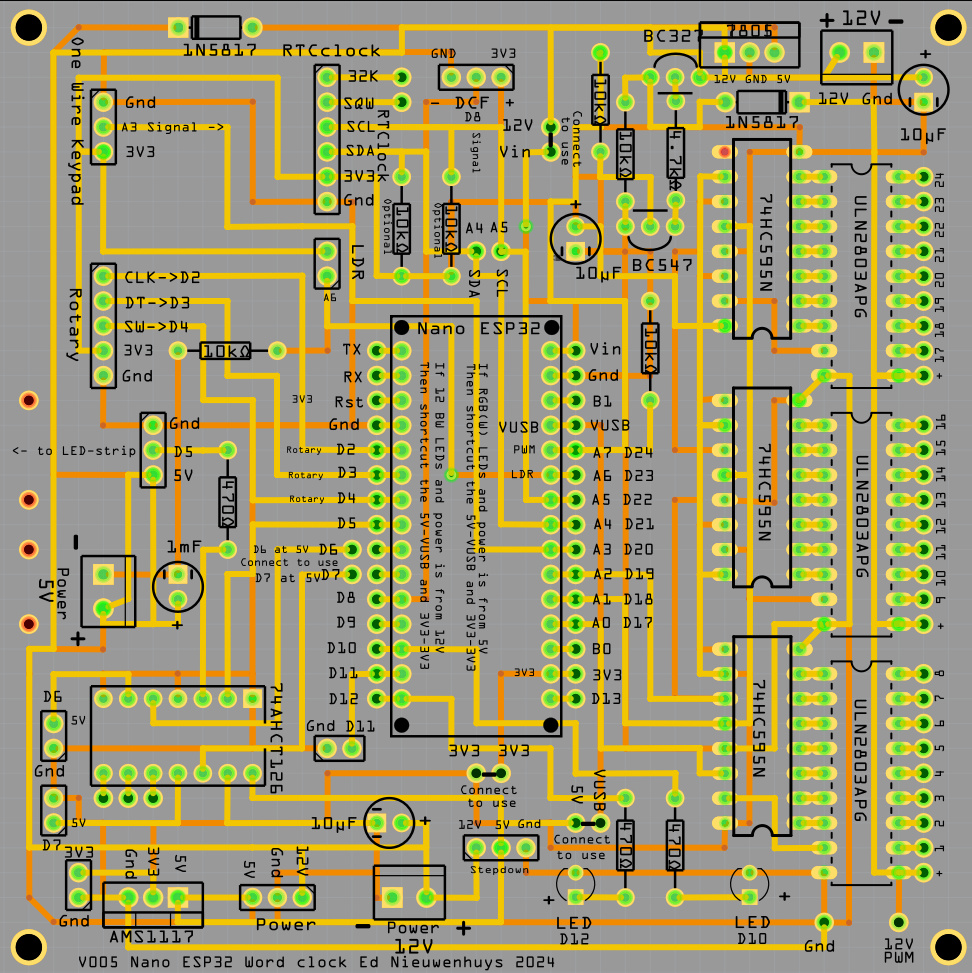 1N5817
RTCclock
GND
3V3
BC327
7805
+ 12V -
12V GND 5V
One Wire Keypad
Gnd
A3 Signal ->
3V3
32K
SQW
SCL
SDA
3V3
Gnd
RTClock
- DCF +
D8
Signal
12V
Vin
Connect
to use
10kΩ
10kΩ
4.7kΩ
1N5817
12V Gnd
10µF
Optional
10kΩ
Optional
10kΩ
A4 A5
SDA
SCL
10µF
BC547
74HC595N
ULN2803APG
24
23
22
21
20
19
18
17
+
LDR
A6
Rotary
CLK->D2
DT->D3
SW->D4
3V3
Gnd
10kΩ
10kΩ
Nano ESP32
TX
RX
Rst
Gnd
D2
D3
D4
D5
D6
D7
D8
D9
D10
D11
D12
3V3
Rotary
Rotary
Rotary
D6 at 5V
Connect to use
D7 at 5V
If 12 BW LEDs and power is from 12V
Then shortcut the 5V-VUSB and 3V3-3V3
If RGB(W) LEDs and power is from 5V
Then shortcut the 5V-VUSB and 3V3-3V3
Vin
Gnd
B1
VUSB
VUSB
PWM
A7 D24
LDR
A6 D23
A5 D22
A4 D21
A3 D20
A2 D19
A1 D18
A0 D17
B0
3V3
3V3
D13
74HC595N
ULN2803APG
16
15
14
13
12
11
10
9
+
Gnd
<- to LED-strip
D5
5V
470Ω
1mF
-
Power
5V
+
+
74AHCT126
D6
5V
Gnd
D7
5V
Gnd D11
3V3 3V3
Connect
to use
5V
VUSB
Connect
to use
10µF
+
12V 5V Gnd
Stepdown
470Ω
470Ω
74HC595N
ULN2803APG
8
7
6
5
4
3
2
1
+
3V3
Gnd
Gnd
3V3
5V
AMS1117
5V
Gnd
12V
Power
- Power +
12V
+
LED
D12
LED
D10
+
Gnd
12V
PWM
V005 Nano ESP32 Word clock Ed Nieuwenhuys 2024